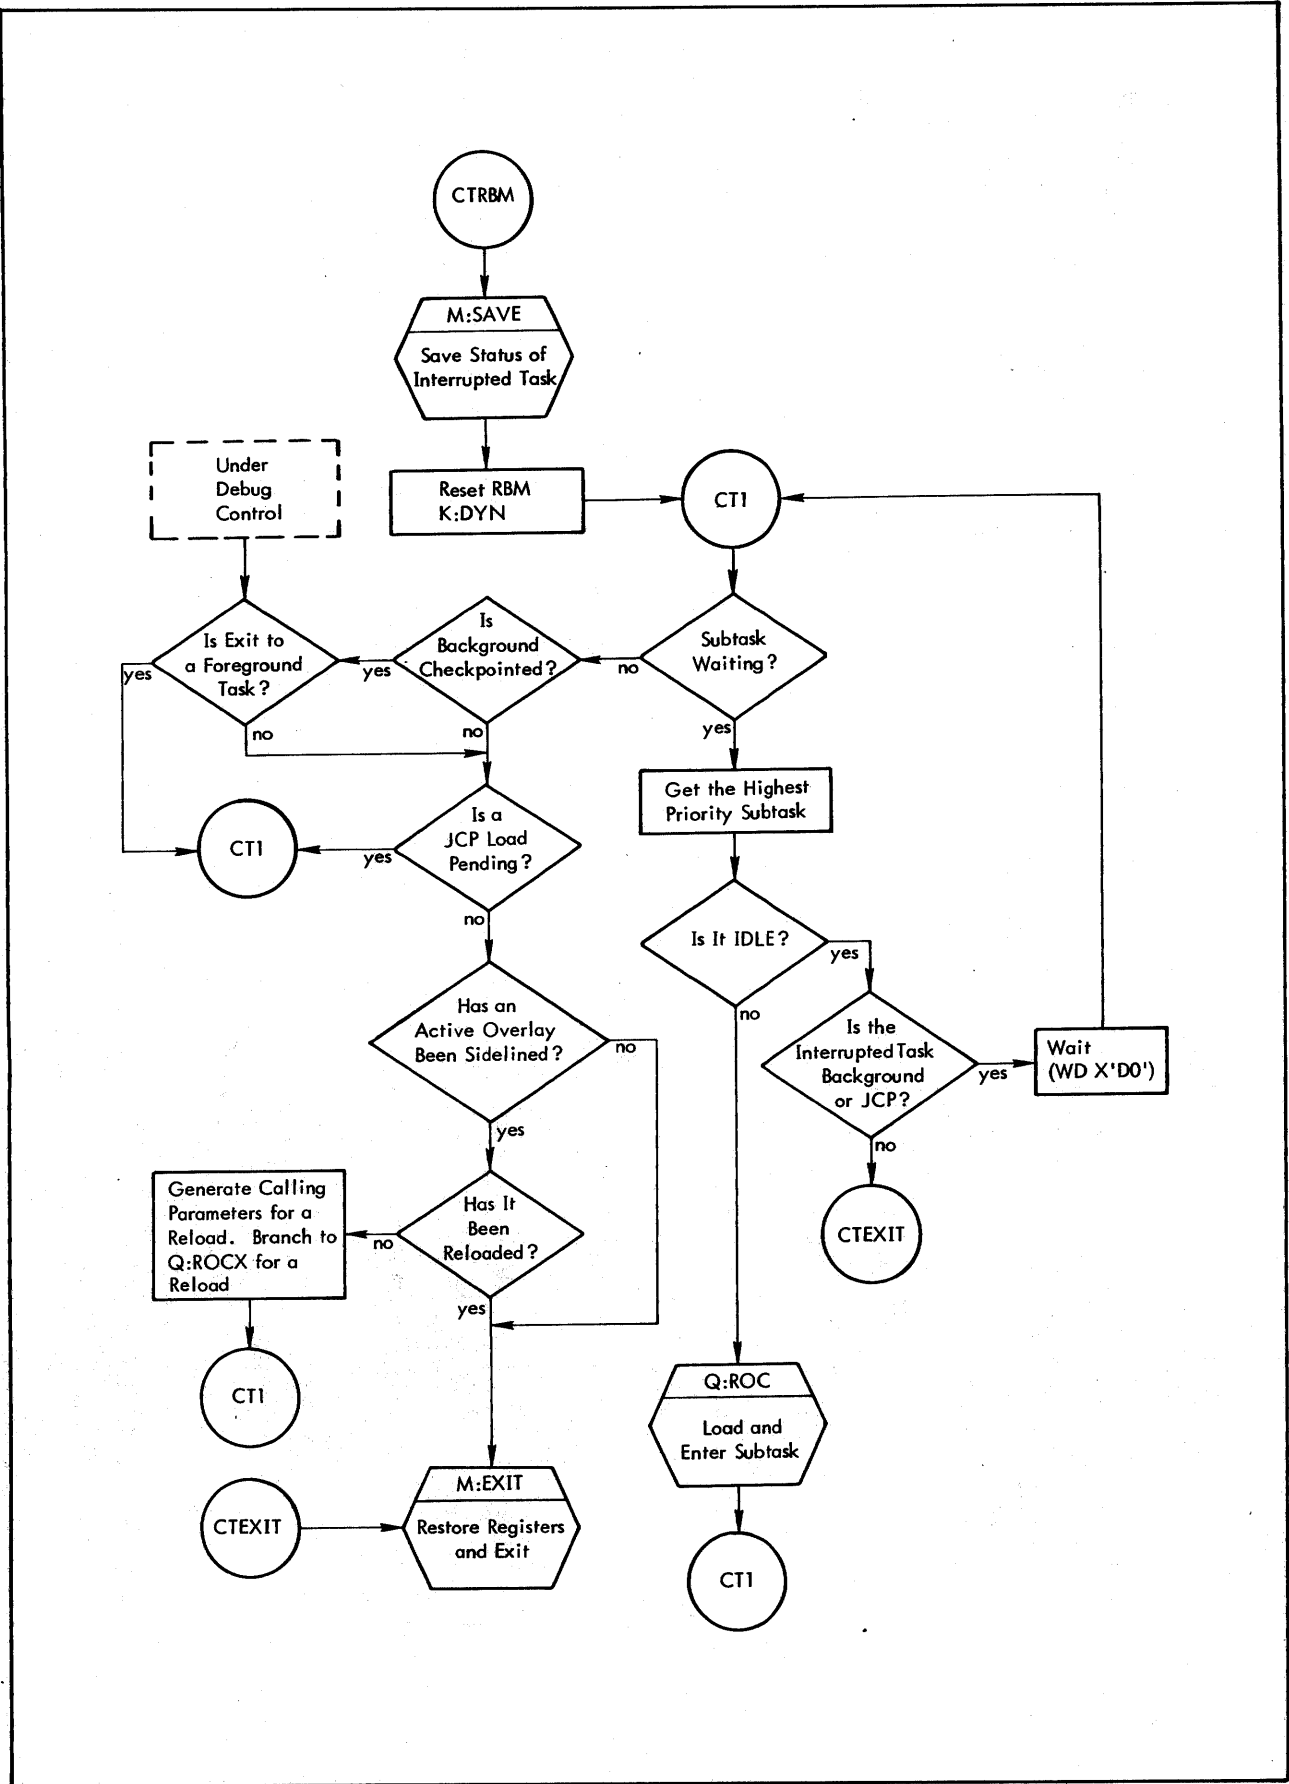 CTRBM
M:SAVE
Save Status of
Interrupted Task
Under
Debug
Control
Reset RBM
K:DYN
CT1
Is Exit to
a Foreground
Task?
yes
no
Is
Background
Checkpointed?
yes
no
Subtask
Waiting?
no
yes
Get the Highest
Priority Subtask
CT1
Is a
JCP Load
Pending?
yes
no
Is It IDLE?
yes
no
Has an
Active Overlay
Been Sidelined?
no
yes
Is the
Interrupted Task
Background
or JCP?
yes
no
Wait
(WD X'D0')
CTEXIT
Generate Calling
Parameters for a
Reload. Branch to
Q:ROCX for a
Reload
Has It
Been
Reloaded?
no
yes
CT1
Q:ROC
Load and
Enter Subtask
CTEXIT
M:EXIT
Restore Registers
and Exit
CT1